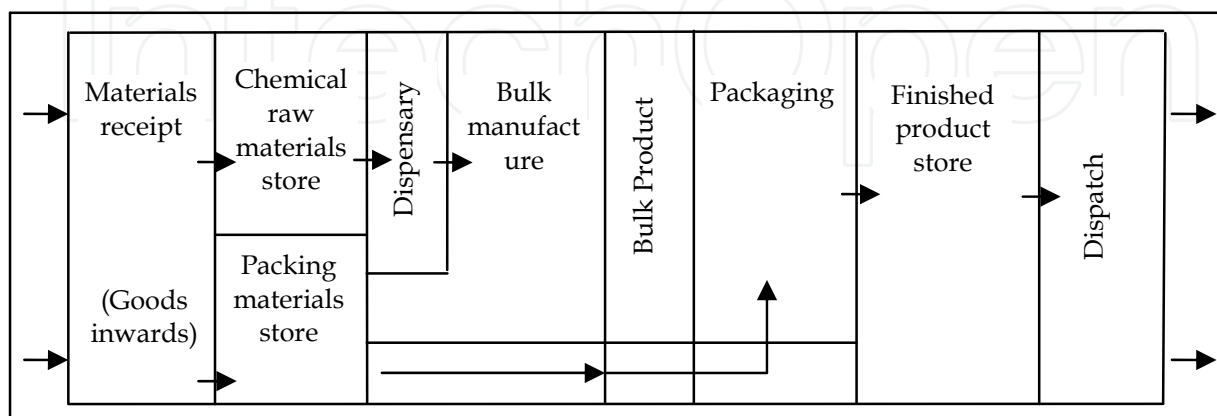 IntechOpen
Materials
receipt
(Goods
inwards)
Chemical
raw
materials
store
Packing
materials
store
Dispensary
Bulk
manufact
ure
Bulk Product
Packaging
Finished
product
store
Dispatch